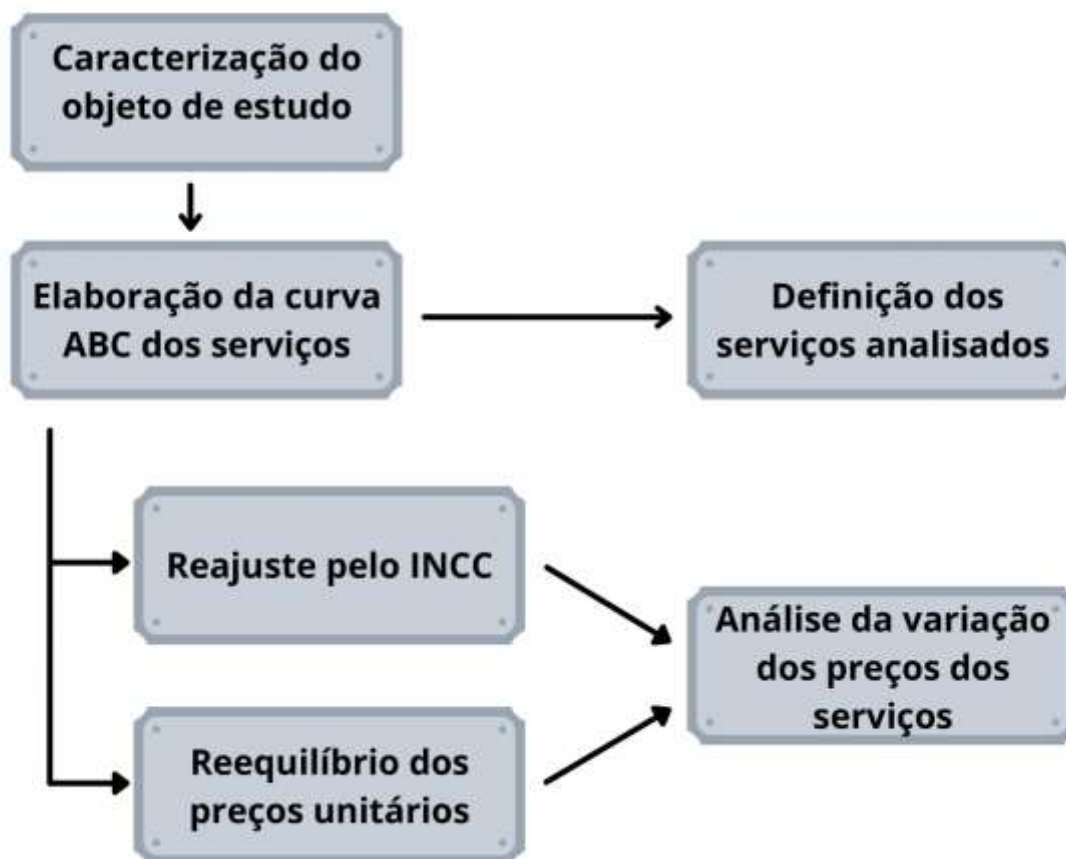 Caracterização do
objeto de estudo
Elaboração da curva
ABC dos serviços
Definição dos
serviços analisados
Reajuste pelo INCC
Análise da variação
dos preços dos
serviços
Reequilíbrio dos
preços unitários